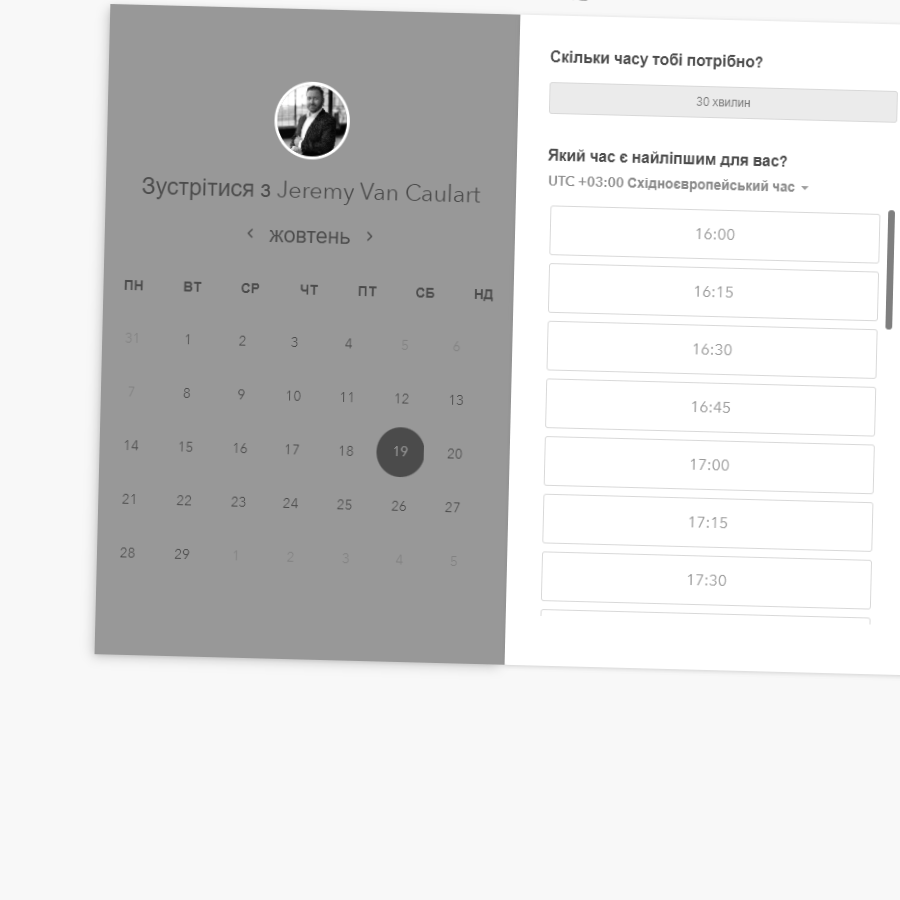 Зустрітися з Jeremy Van Caulart
жовтень
ПН ВТ СР ЧТ ПТ СБ НД
31 1 2 3 4 5 6
7 8 9 10 11 12 13
14 15 16 17 18 19 20
21 22 23 24 25 26 27
28 29 1 2 3 4 5
Скільки часу тобі потрібно?
30 хвилин
Який час є найліпшим для вас?
UTC +03:00 Східноєвропейський час
16:00
16:15
16:30
16:45
17:00
17:15
17:30